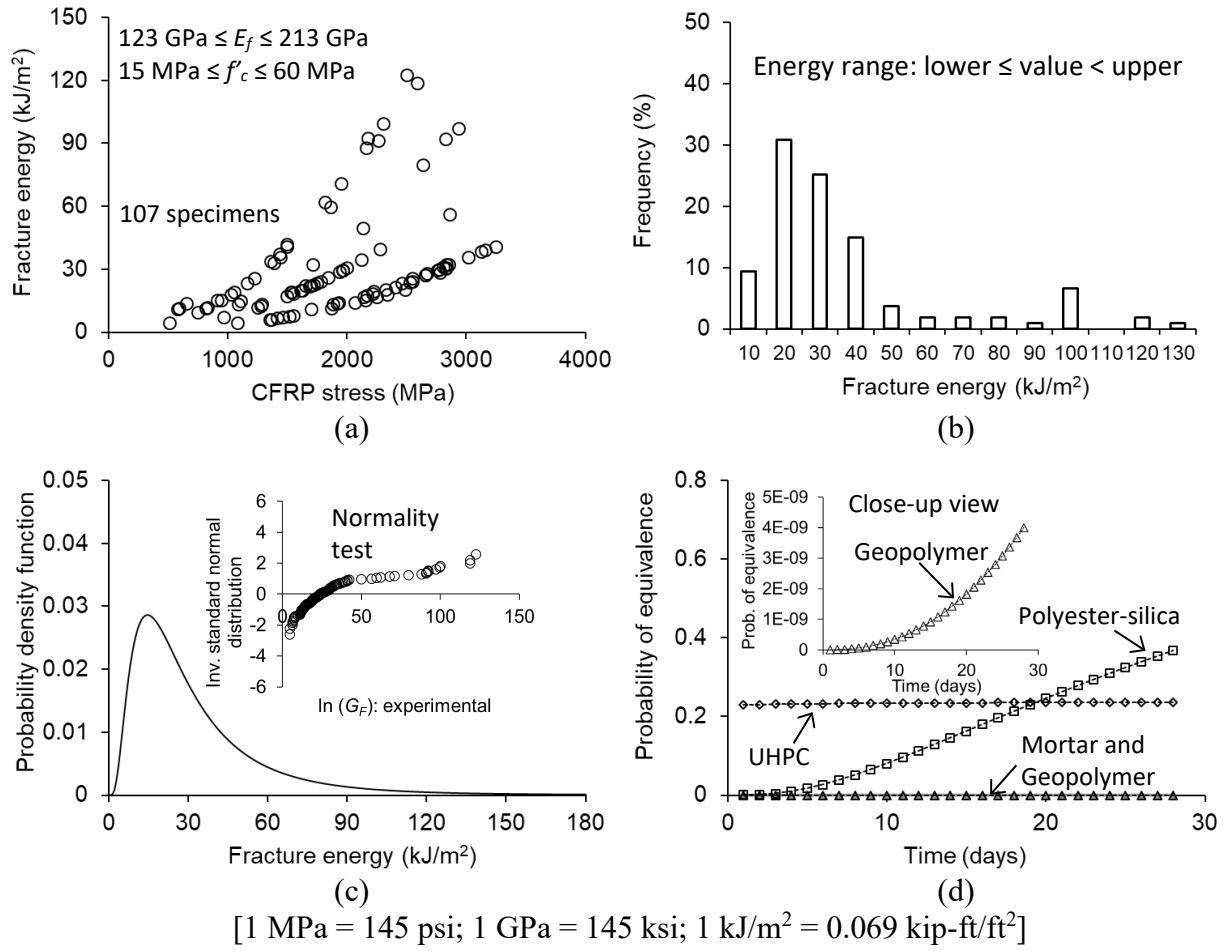 150
120
90
60
30
0
Fracture energy (kJ/m²)
123 GPa ≤ E_f ≤ 213 GPa
15 MPa ≤ f′_c ≤ 60 MPa
107 specimens
0 1000 2000 3000 4000
CFRP stress (MPa)
(a)
50
40
30
20
10
0
Frequency (%)
Energy range: lower ≤ value < upper
10 20 30 40 50 60 70 80 90 100 110 120 130
Fracture energy (kJ/m²)
(b)
0.05
0.04
0.03
0.02
0.01
0
Probability density function
6
4
2
0
-2
-4
-6
Inv. standard normal
distribution
Normality
test
50 100 150
ln (G_F): experimental
0 30 60 90 120 150 180
Fracture energy (kJ/m²)
(c)
0.8
0.6
0.4
0.2
0
Probability of equivalence
5E-09
4E-09
3E-09
2E-09
1E-09
0
Prob. of equivalence
Close-up view
Geopolymer
0 10 20 30
Time (days)
Polyester-silica
UHPC
Mortar and
Geopolymer
0 10 20 30
Time (days)
(d)
[1 MPa = 145 psi; 1 GPa = 145 ksi; 1 kJ/m² = 0.069 kip-ft/ft²]